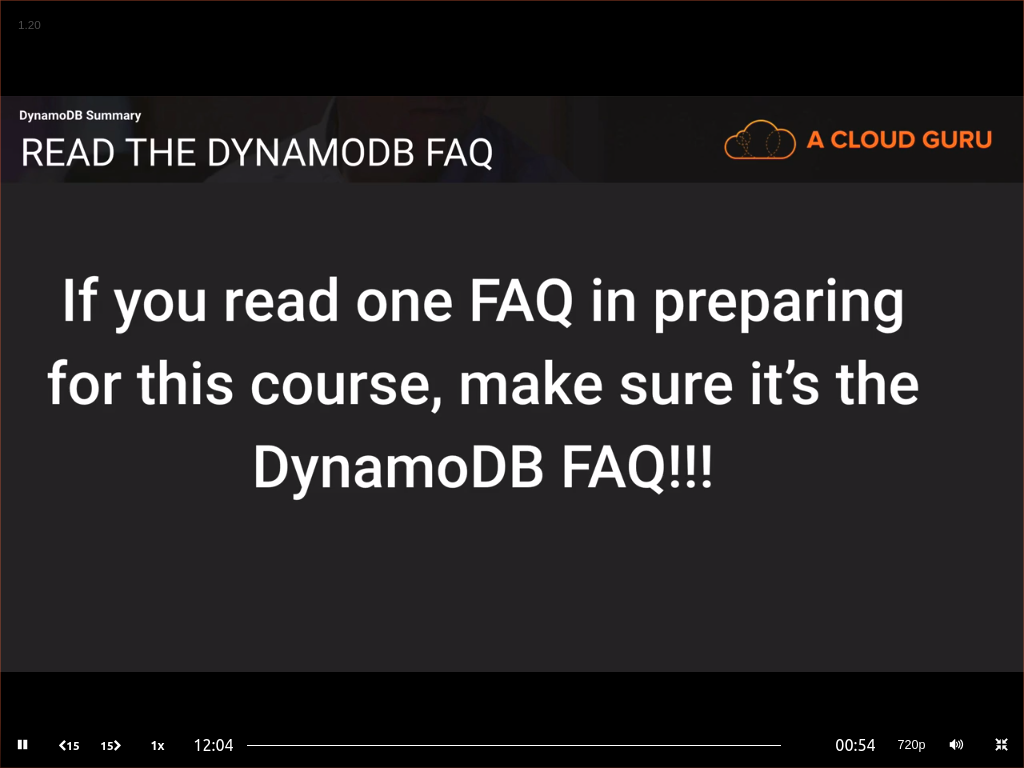 1.20
DynamoDB Summary
READ THE DYNAMODB FAQ
A CLOUD GURU
If you read one FAQ in preparing
for this course, make sure it’s the
DynamoDB FAQ!!!
15 15 1x 12:04 00:54 720p